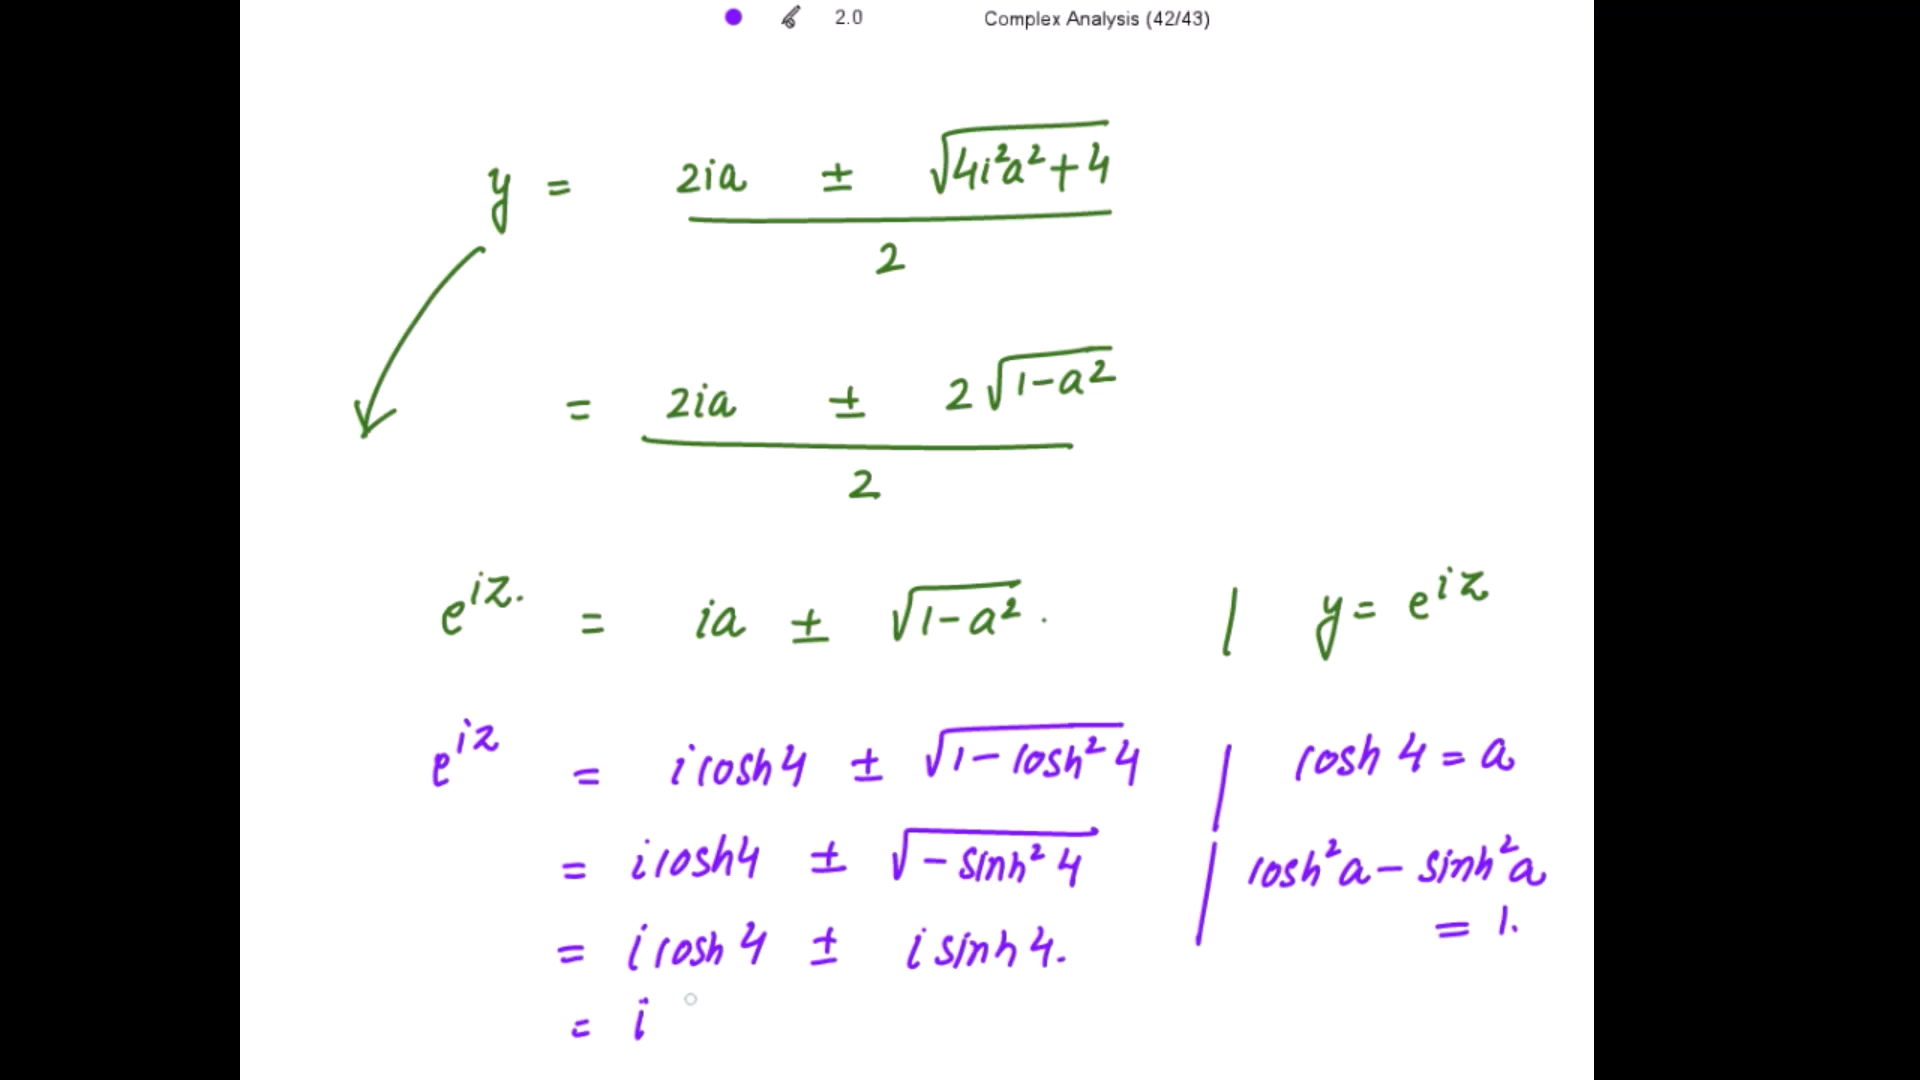 2.0 Complex Analysis (42/43)
y = (2ia ± √(4i²a²+4)) / 2
= (2ia ± 2√(1-a²)) / 2
e^{iz}. = ia ± √(1-a²). | y = e^{iz}
e^{iz} = i cosh 4 ± √(1 - cosh² 4) | cosh 4 = a
= i cosh 4 ± √(- sinh² 4) | cosh² a - sinh² a
= i cosh 4 ± i sinh 4. = 1.
= i